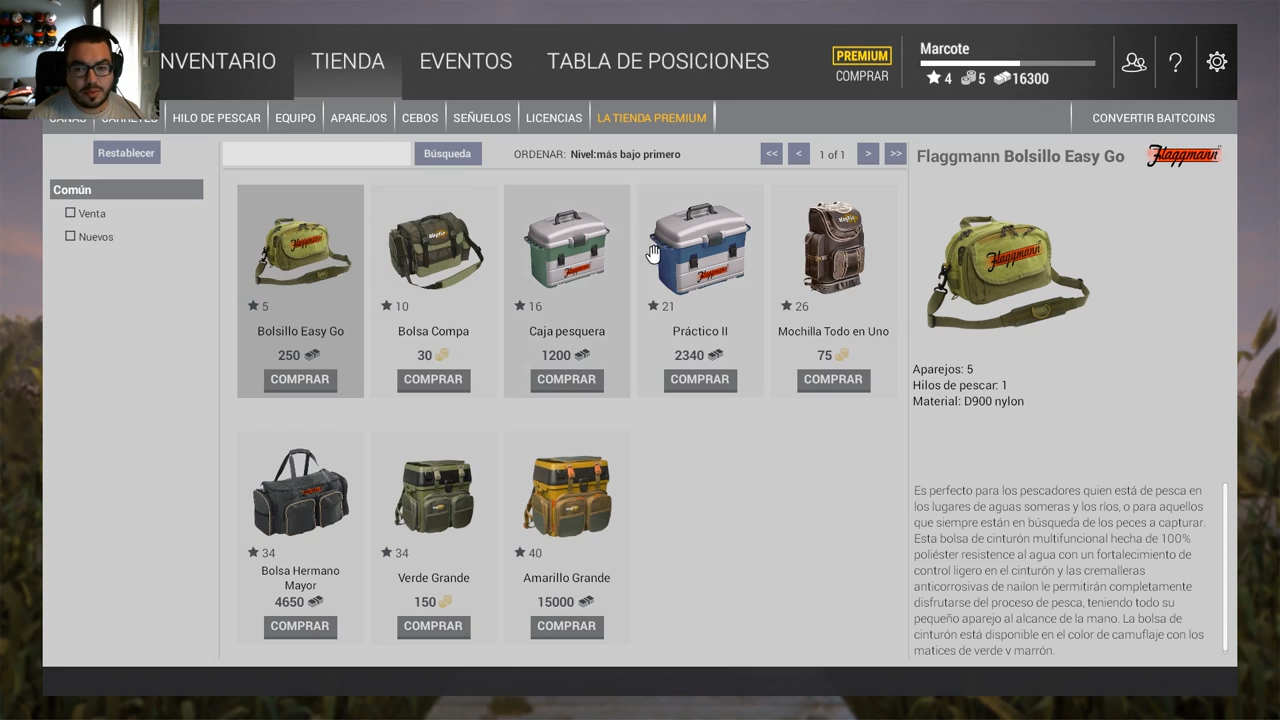 NVENTARIO
TIENDA
EVENTOS
TABLA DE POSICIONES
PREMIUM
COMPRAR
Marcote
4
5
16300
HILO DE PESCAR
EQUIPO
APAREJOS
CEBOS
SEÑUELOS
LICENCIAS
LA TIENDA PREMIUM
CONVERTIR BAITCOINS
Restablecer
Búsqueda
ORDENAR: Nivel:más bajo primero
<<
<
1 of 1
>
>>
Flaggmann Bolsillo Easy Go
Flaggmann
Común
Venta
Nuevos
5
10
16
21
26
Bolsillo Easy Go
Bolsa Compa
Caja pesquera
Práctico II
Mochilla Todo en Uno
250
30
1200
2340
75
COMPRAR
COMPRAR
COMPRAR
COMPRAR
COMPRAR
34
34
40
Bolsa Hermano
Mayor
Verde Grande
Amarillo Grande
4650
150
15000
COMPRAR
COMPRAR
COMPRAR
Flaggmann
Aparejos: 5
Hilos de pescar: 1
Material: D900 nylon
Es perfecto para los pescadores quien está de pesca en
los lugares de aguas someras y los ríos, o para aquellos
que siempre están en búsqueda de los peces a capturar.
Esta bolsa de cinturón multifuncional hecha de 100%
poliéster resistence al agua con un fortalecimiento de
control ligero en el cinturón y las cremalleras
anticorrosivas de nailon le permitirán completamente
disfrutarse del proceso de pesca, teniendo todo su
pequeño aparejo al alcance de la mano. La bolsa de
cinturón está disponible en el color de camuflaje con los
matices de verde y marrón.